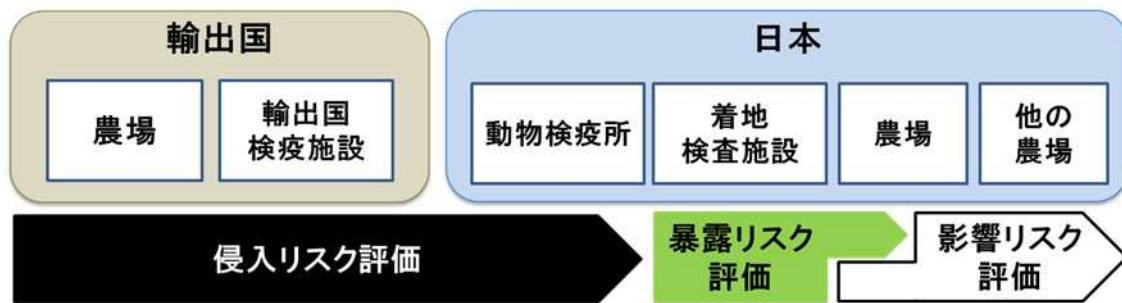 輸出国
農場
輸出国
検疫施設
日本
動物検疫所
着地
検査施設
農場
他の
農場
侵入リスク評価
暴露リスク
評価
影響リスク
評価